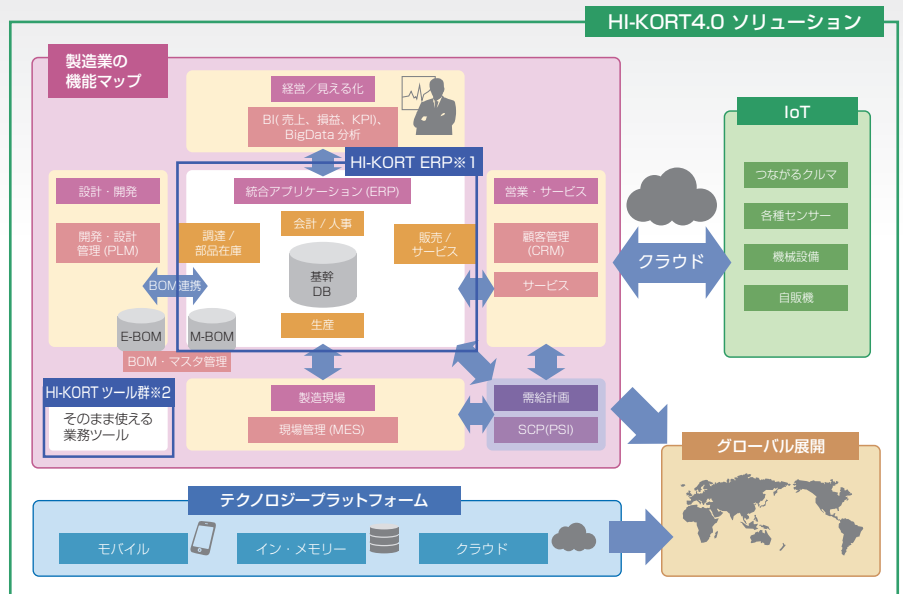 HI-KORT4.0 ソリューション
製造業の
機能マップ
経営／見える化
BI(売上、損益、KPI)、
BigData 分析
HI-KORT ERP※1
設計・開発
開発・設計
管理(PLM)
統合アプリケーション(ERP)
会計 / 人事
調達 /
部品在庫
販売 /
サービス
基幹
DB
生産
BOM連携
E-BOM
M-BOM
BOM・マスタ管理
営業・サービス
顧客管理
(CRM)
サービス
クラウド
IoT
つながるクルマ
各種センサー
機械設備
自販機
HI-KORT ツール群※2
そのまま使える
業務ツール
製造現場
現場管理(MES)
需給計画
SCP(PSI)
グローバル展開
テクノロジープラットフォーム
モバイル
イン・メモリー
クラウド